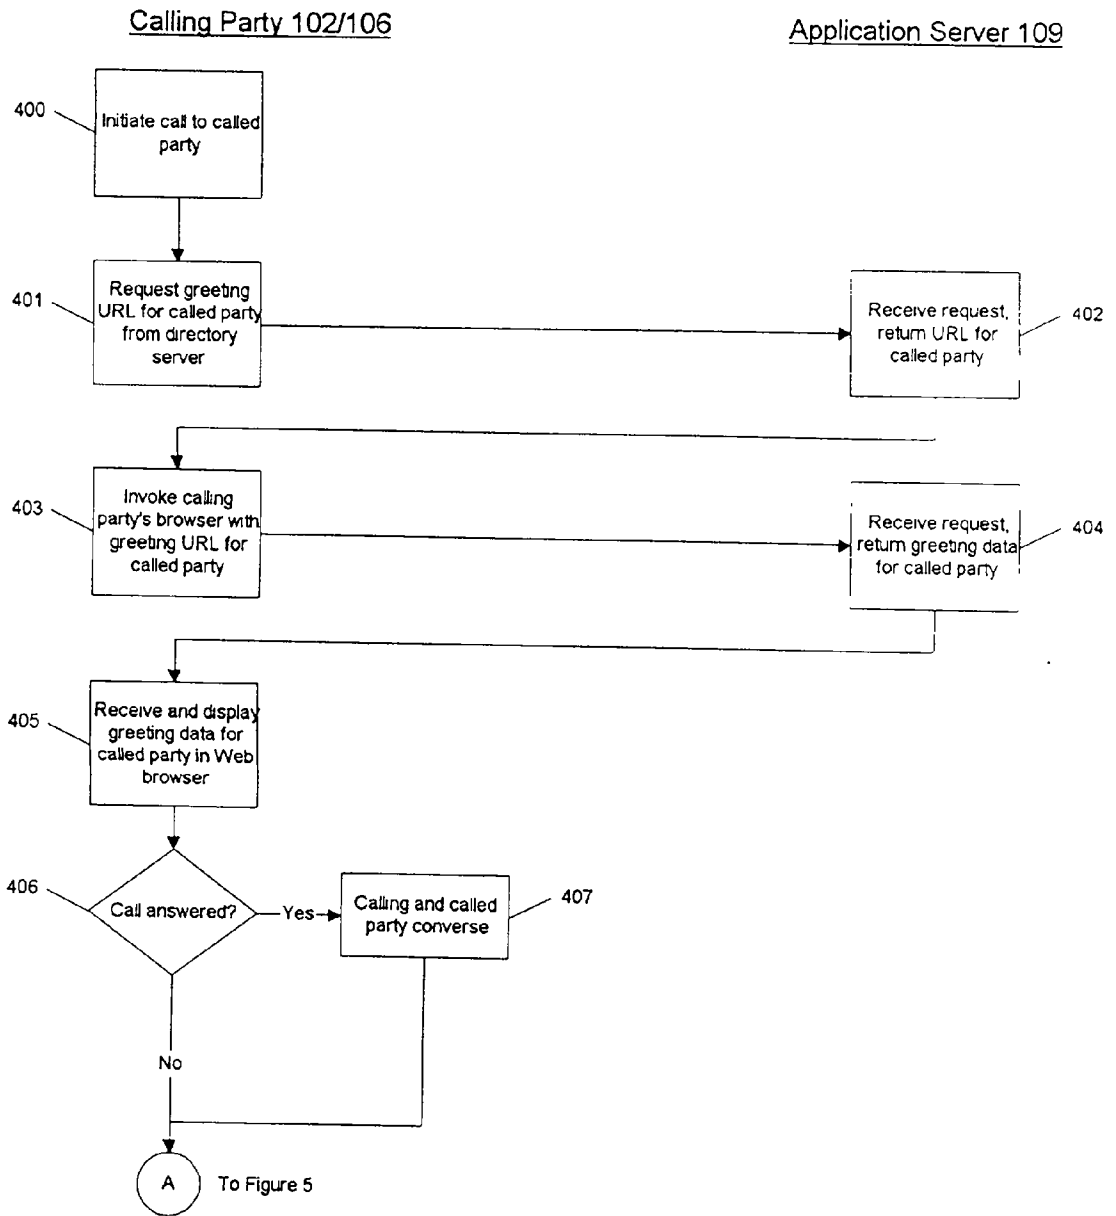 Calling Party 102/106
Application Server 109
400
Initiate call to called
party
401
Request greeting
URL for called party
from directory
server
Receive request,
return URL for
called party
402
403
Invoke calling
party's browser with
greeting URL for
called party
Receive request,
return greeting data
for called party
404
405
Receive and display
greeting data for
called party in Web
browser
406
Call answered?
Yes
Calling and called
party converse
407
No
A
To Figure 5